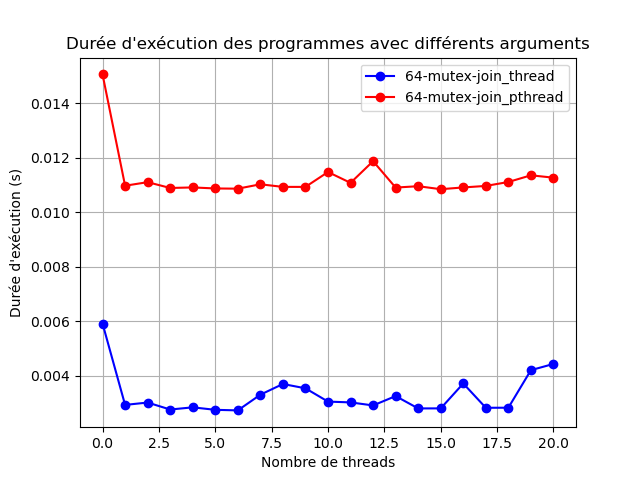 Durée d'exécution des programmes avec différents arguments
64-mutex-join_thread
64-mutex-join_pthread
Durée d'exécution (s)
0.014
0.012
0.010
0.008
0.006
0.004
0.0 2.5 5.0 7.5 10.0 12.5 15.0 17.5 20.0
Nombre de threads